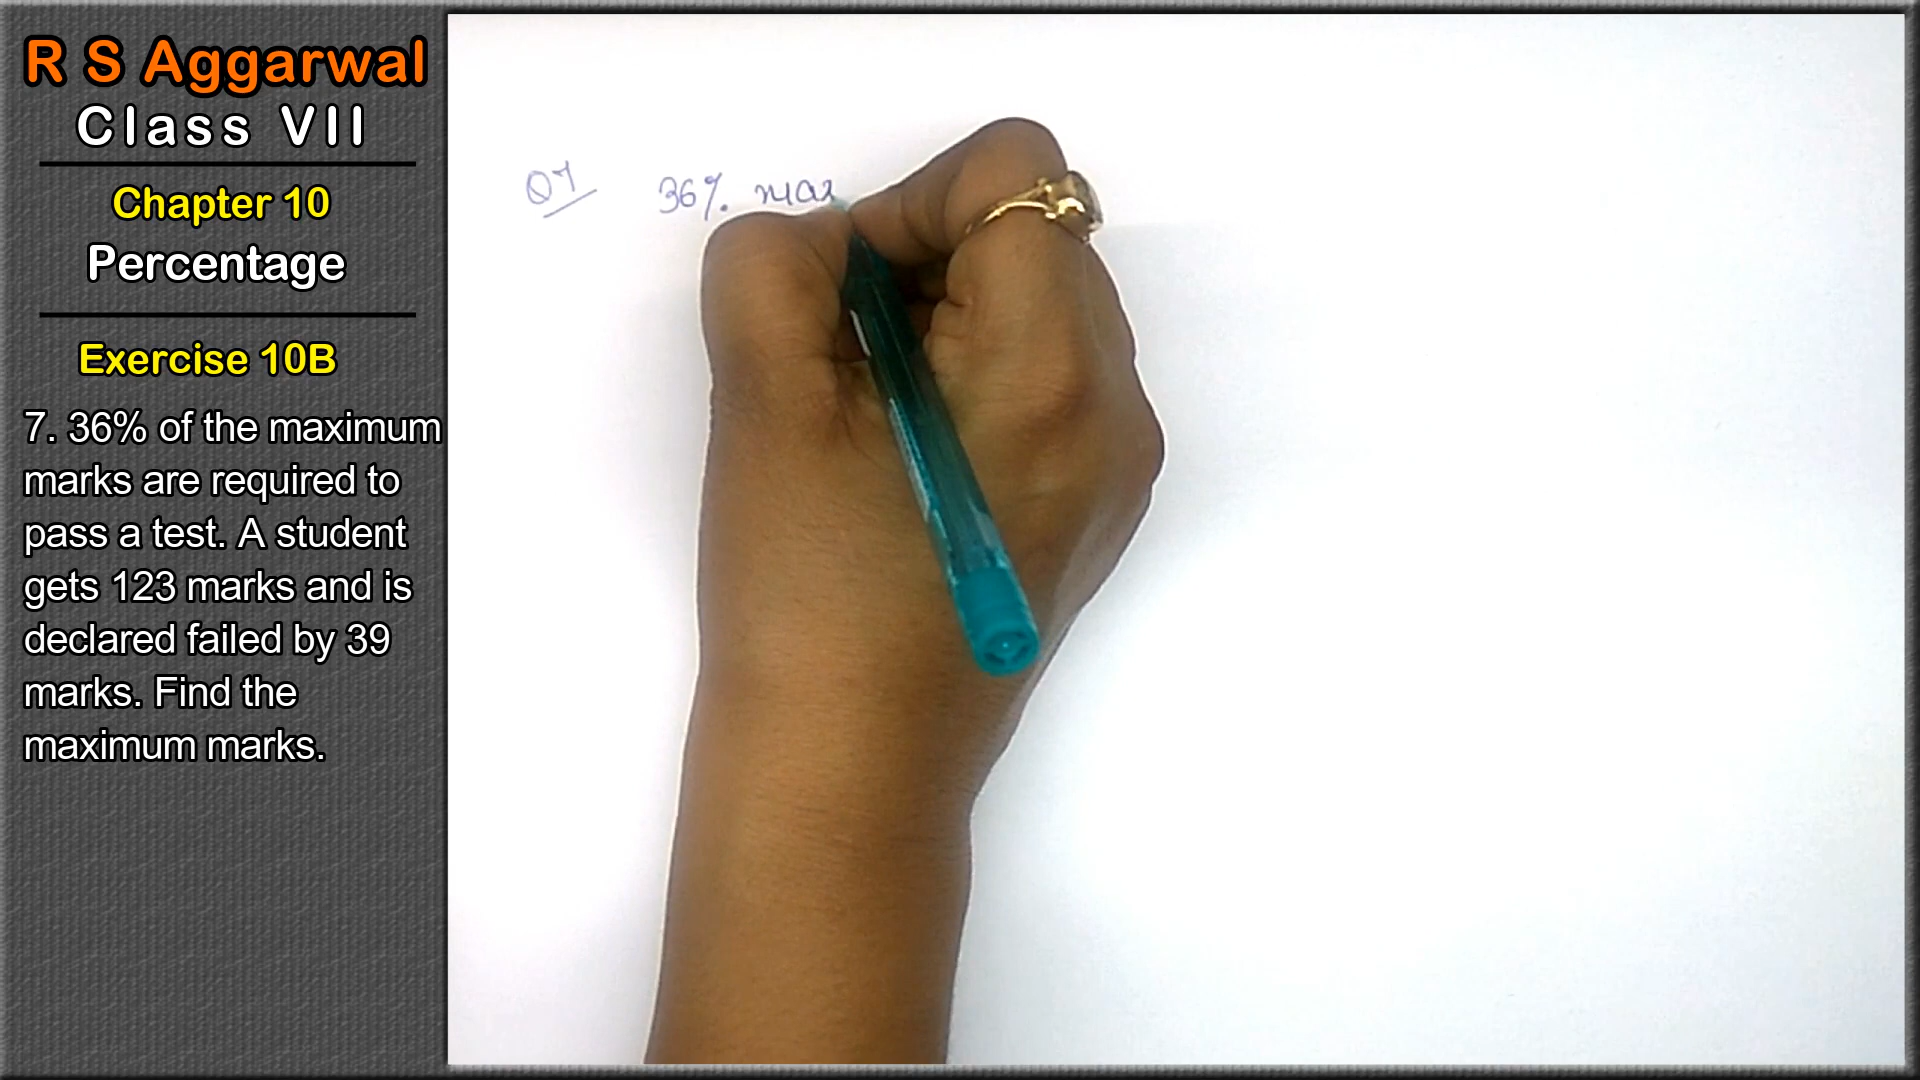 R S Aggarwal
Class VII
Chapter 10
Percentage
Exercise 10B
7. 36% of the maximum
marks are required to
pass a test. A student
gets 123 marks and is
declared failed by 39
marks. Find the
maximum marks.
Q7 36% max